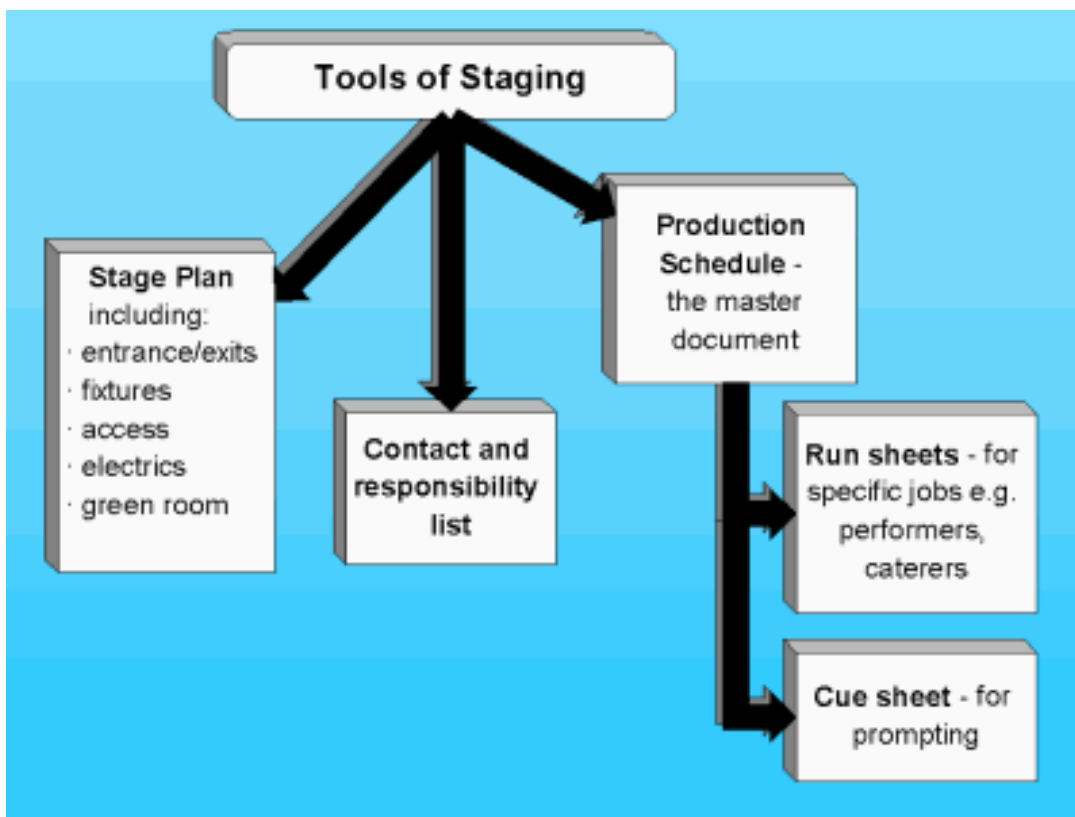 Tools of Staging
Stage Plan
including:
· entrance/exits
· fixtures
· access
· electrics
· green room
Contact and
responsibility
list
Production
Schedule -
the master
document
Run sheets - for
specific jobs e.g.
performers,
caterers
Cue sheet - for
prompting